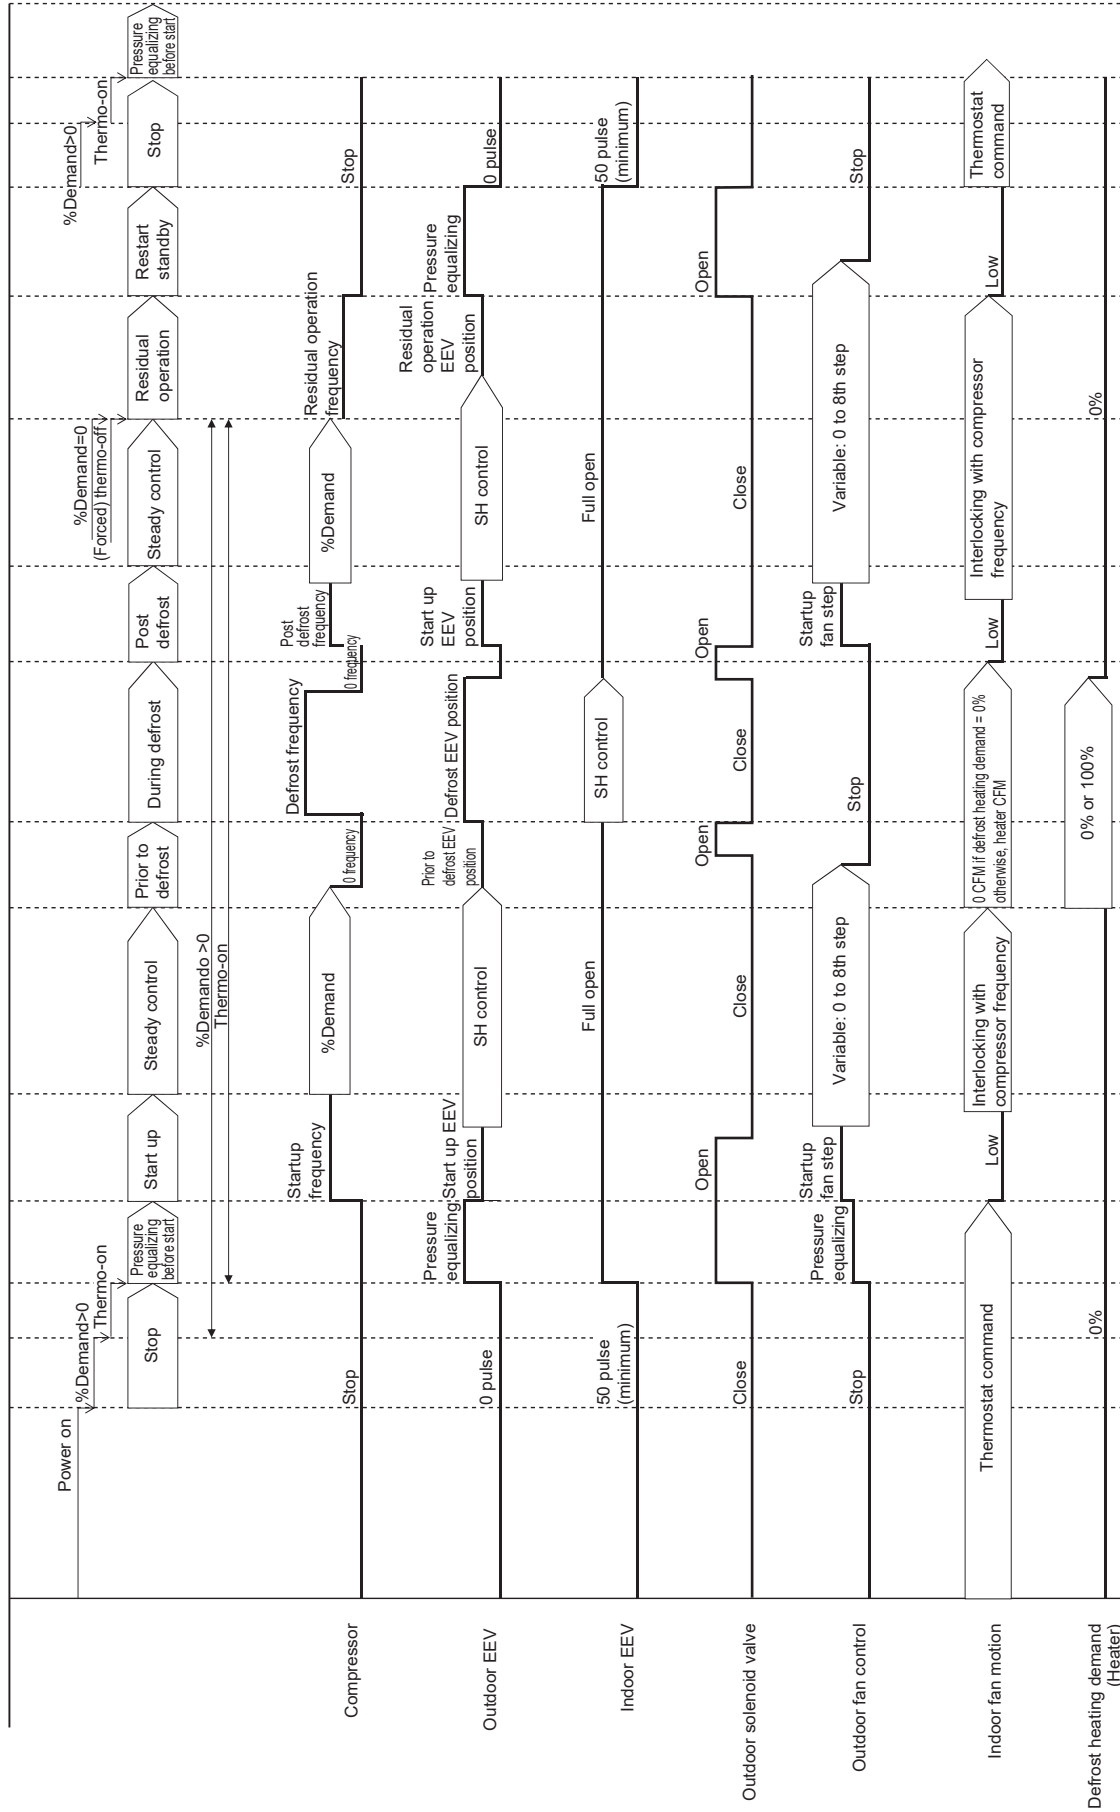 Power on
%Demand>0
Thermo-on
%Demand=0
(Forced) thermo-off
%Demand>0
Thermo-on
Stop
Pressure
equalizing
before start
Start up
Steady control
Prior to
defrost
During defrost
Post
defrost
Steady control
Residual
operation
Restart
standby
Stop
Pressure
equalizing
before start
%Demando >0
Thermo-on
Compressor
Stop
Startup
frequency
%Demand
0 frequency
Defrost frequency
0 frequency
Post
defrost
frequency
%Demand
Residual operation
frequency
Stop
Outdoor EEV
0 pulse
Pressure
equalizing
Start up EEV
position
SH control
Prior to
defrost EEV
position
Defrost EEV position
Start up
EEV
position
SH control
Residual
operation
EEV
position
Pressure
equalizing
0 pulse
Indoor EEV
50 pulse
(minimum)
Full open
SH control
Full open
50 pulse
(minimum)
Outdoor solenoid valve
Close
Open
Close
Open
Close
Open
Close
Open
Outdoor fan control
Stop
Pressure
equalizing
Startup
fan step
Variable: 0 to 8th step
Stop
Startup
fan step
Variable: 0 to 8th step
Stop
Indoor fan motion
Thermostat command
Low
Interlocking with
compressor frequency
0 CFM if defrost heating demand = 0%
otherwise, heater CFM
Low
Interlocking with compressor
frequency
Low
Thermostat
command
Defrost heating demand
(Heater)
0%
0% or 100%
0%